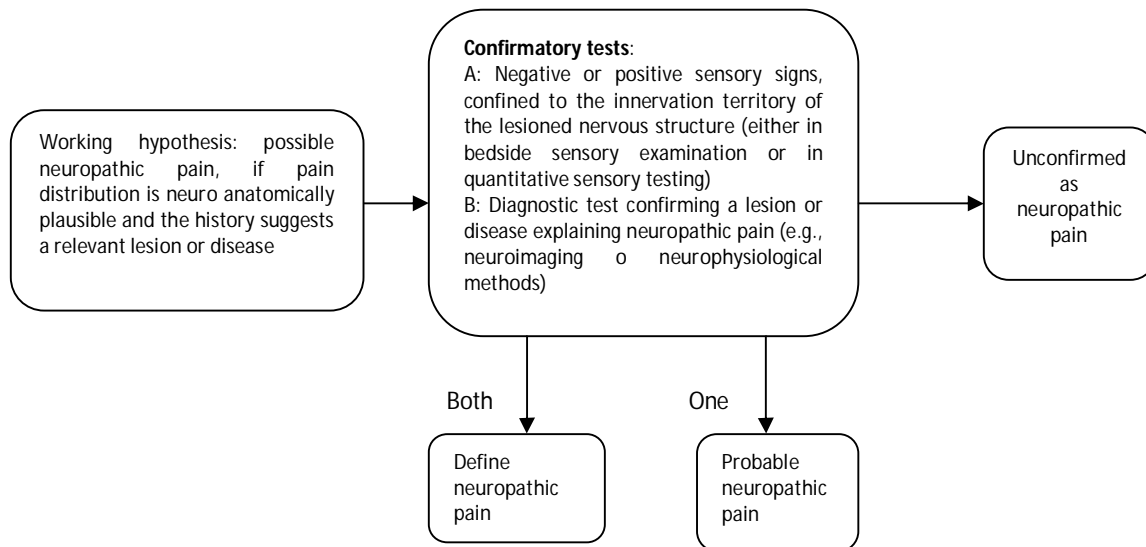 Working hypothesis: possible
neuropathic pain, if pain
distribution is neuro anatomically
plausible and the history suggests
a relevant lesion or disease
Confirmatory tests:
A: Negative or positive sensory signs,
confined to the innervation territory of
the lesioned nervous structure (either in
bedside sensory examination or in
quantitative sensory testing)
B: Diagnostic test confirming a lesion or
disease explaining neuropathic pain (e.g.,
neuroimaging o neurophysiological
methods)
Unconfirmed
as
neuropathic
pain
Both
One
Define
neuropathic
pain
Probable
neuropathic
pain